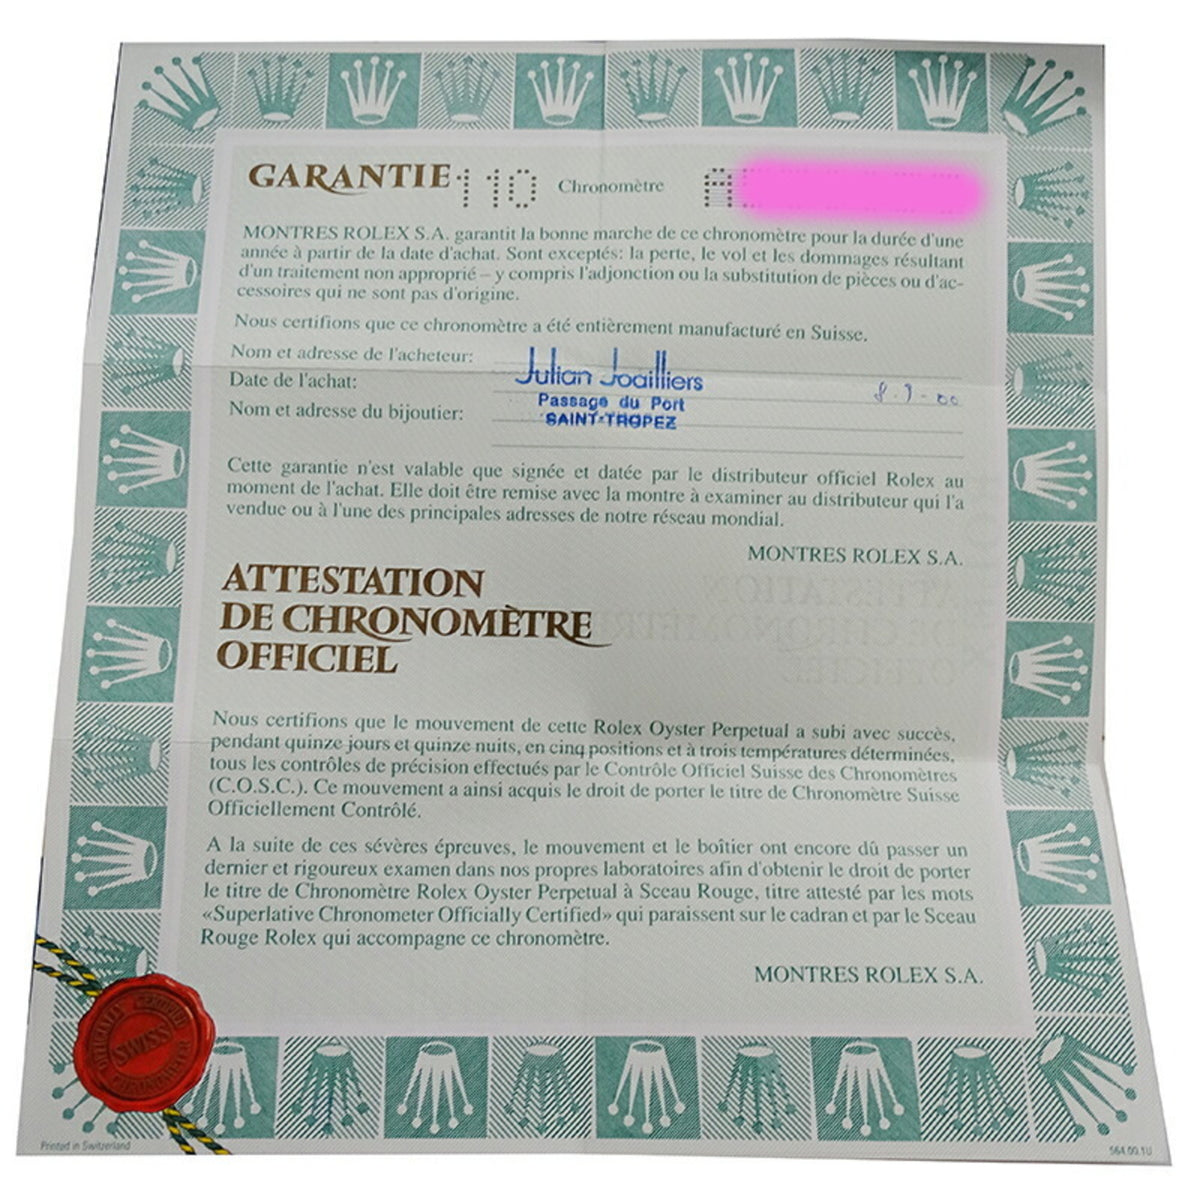 GARANTIE 110 Chronomètre A
MONTRES ROLEX S.A. garantit la bonne marche de ce chronomètre pour la durée d'une
année à partir de la date d'achat. Sont exceptés: la perte, le vol et les dommages résultant
d'un traitement non approprié – y compris l'adjonction ou la substitution de pièces ou d'ac-
cessoires qui ne sont pas d'origine.
Nous certifions que ce chronomètre a été entièrement manufacturé en Suisse.
Nom et adresse de l'acheteur:
Julian Joailliers
Date de l'achat:
Passage du Port
Nom et adresse du bijoutier:
SAINT-TROPEZ
Cette garantie n'est valable que signée et datée par le distributeur officiel Rolex au
moment de l'achat. Elle doit être remise avec la montre à examiner au distributeur qui l'a
vendue ou à l'une des principales adresses de notre réseau mondial.
MONTRES ROLEX S.A.
ATTESTATION
DE CHRONOMÈTRE
OFFICIEL
Nous certifions que le mouvement de cette Rolex Oyster Perpetual a subi avec succès,
pendant quinze jours et quinze nuits, en cinq positions et à trois températures déterminées,
tous les contrôles de précision effectués par le Contrôle Officiel Suisse des Chronomètres
(C.O.S.C.). Ce mouvement a ainsi acquis le droit de porter le titre de Chronomètre Suisse
Officiellement Contrôlé.
A la suite de ces sévères épreuves, le mouvement et le boîtier ont encore dû passer un
dernier et rigoureux examen dans nos propres laboratoires afin d'obtenir le droit de porter
le titre de Chronomètre Rolex Oyster Perpetual à Sceau Rouge, titre attesté par les mots
«Superlative Chronometer Officially Certified» qui paraissent sur le cadran et par le Sceau
Rouge Rolex qui accompagne ce chronomètre.
MONTRES ROLEX S.A.
OFFICIALLY CERTIFIED
SWISS
CHRONOMETER
Printed in Switzerland
564.00.1U